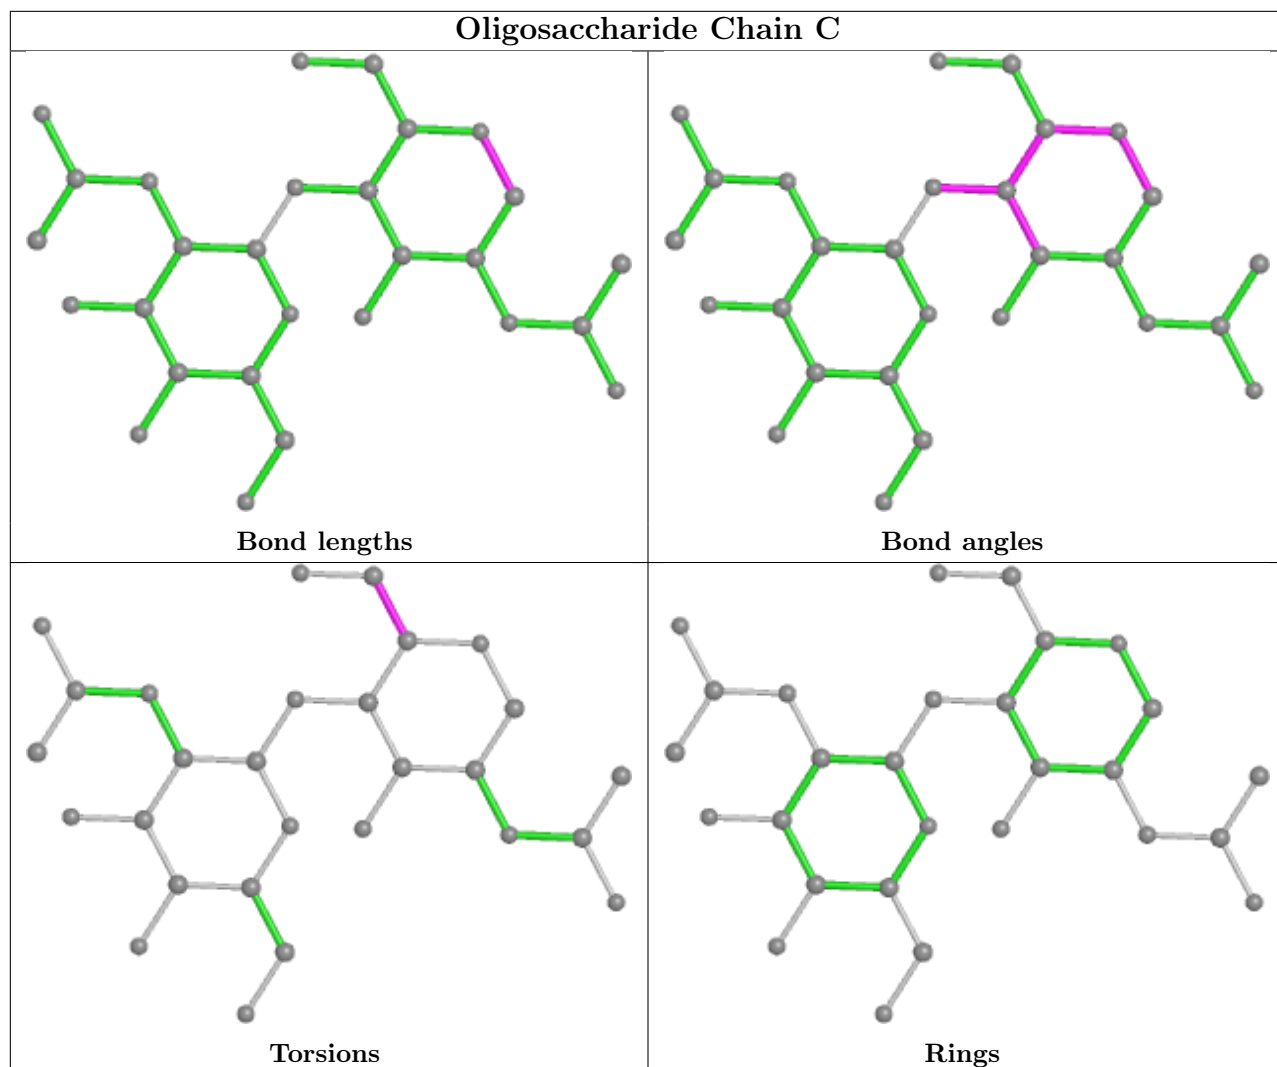 Oligosaccharide Chain C
Bond lengths
Bond angles
Torsions
Rings